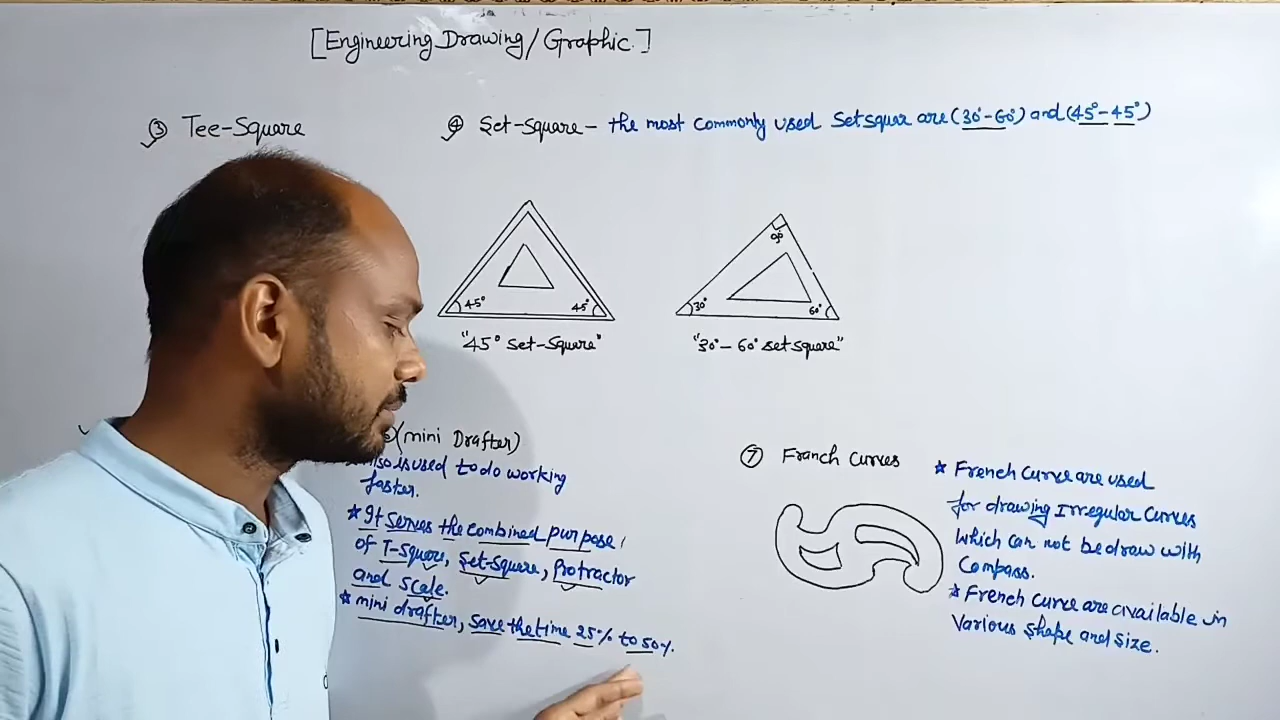 [Engineering Drawing/Graphic.]
③ Tee-Square
④ Set-Square - the most commonly used Setsquar are (30°-60°) and (45°-45°)
45° 45°
"45° Set-Square"
90°
30° 60°
"30°-60° setsquare"
(mini Drafter)
also is used to do working
faster.
* It serves the combined purpose,
of T-Square, Set-Square, Protractor
and scale.
* mini drafter, save the time 25% to 50%.
⑦ Franch Curves
* French Curve are used
for drawing Irregular Curves
Which can not be draw with
Compass.
* French Curve are available in
Various shape and size.